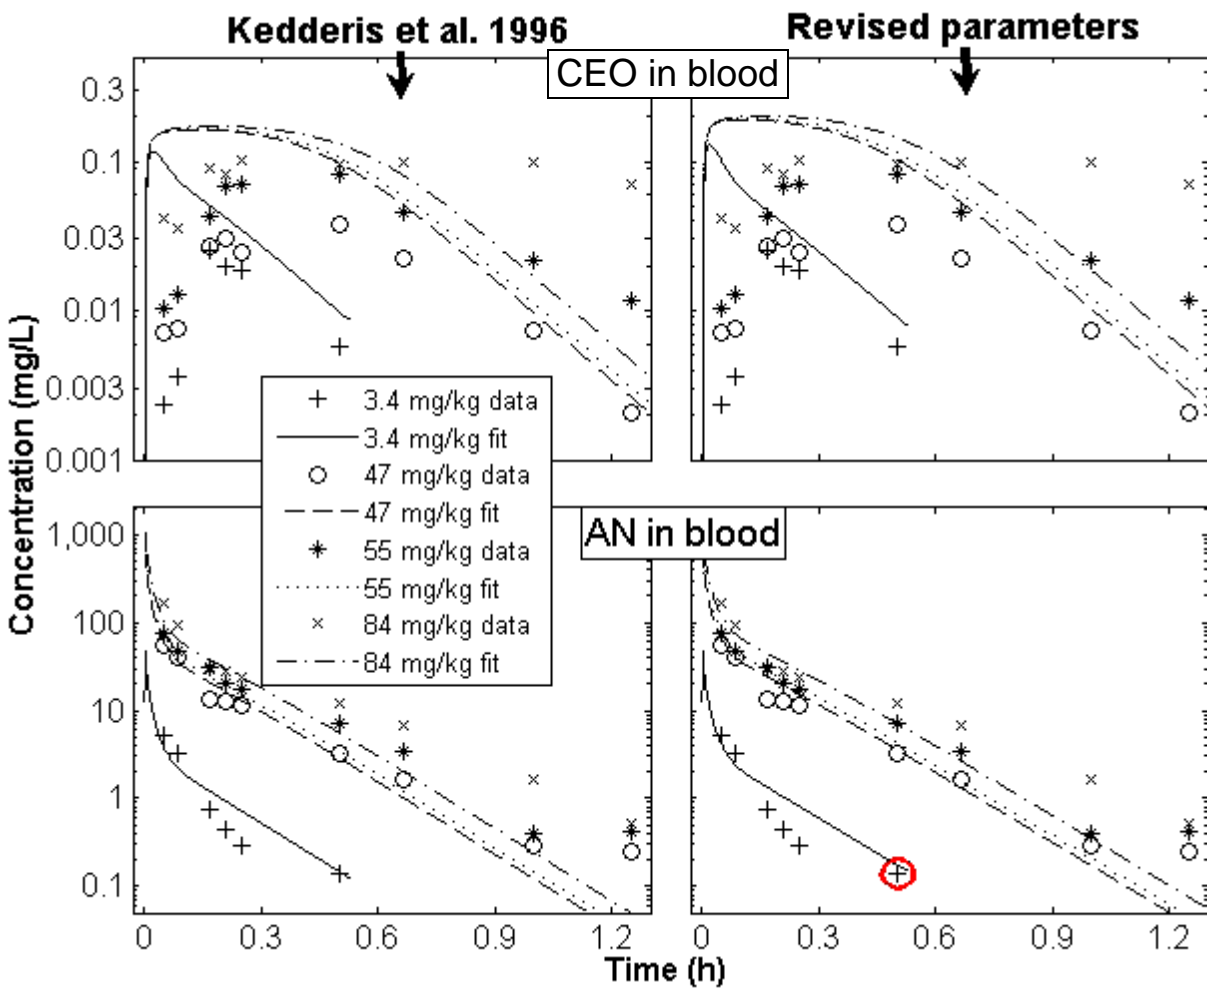 Kedderis et al. 1996
Revised parameters
CEO in blood
0.3
0.1
0.03
0.01
0.003
0.001
3.4 mg/kg data
3.4 mg/kg fit
47 mg/kg data
47 mg/kg fit
55 mg/kg data
55 mg/kg fit
84 mg/kg data
84 mg/kg fit
AN in blood
1,000
100
10
1
0.1
0 0.3 0.6 0.9 1.2
0 0.3 0.6 0.9 1.2
Concentration (mg/L)
Time (h)